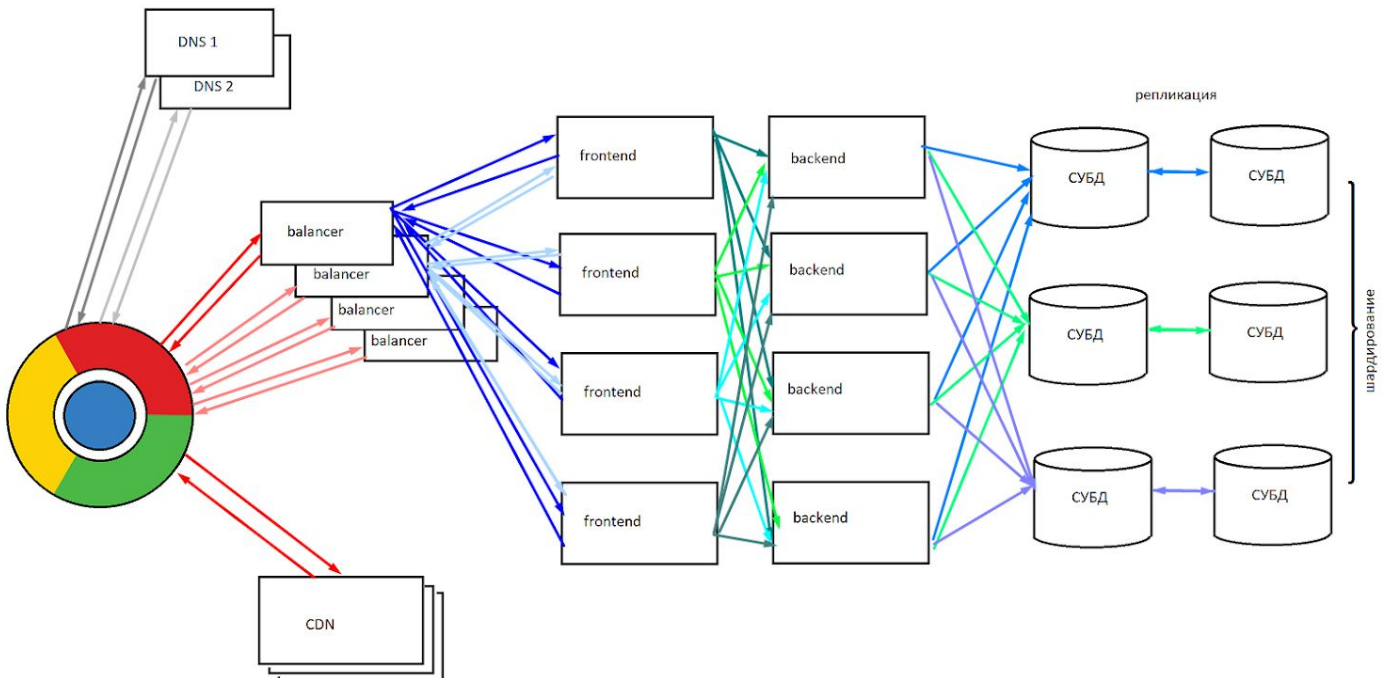 DNS 1
DNS 2
balancer
balancer
balancer
balancer
CDN
frontend
frontend
frontend
frontend
backend
backend
backend
backend
репликация
СУБД
СУБД
СУБД
СУБД
СУБД
СУБД
шардирование